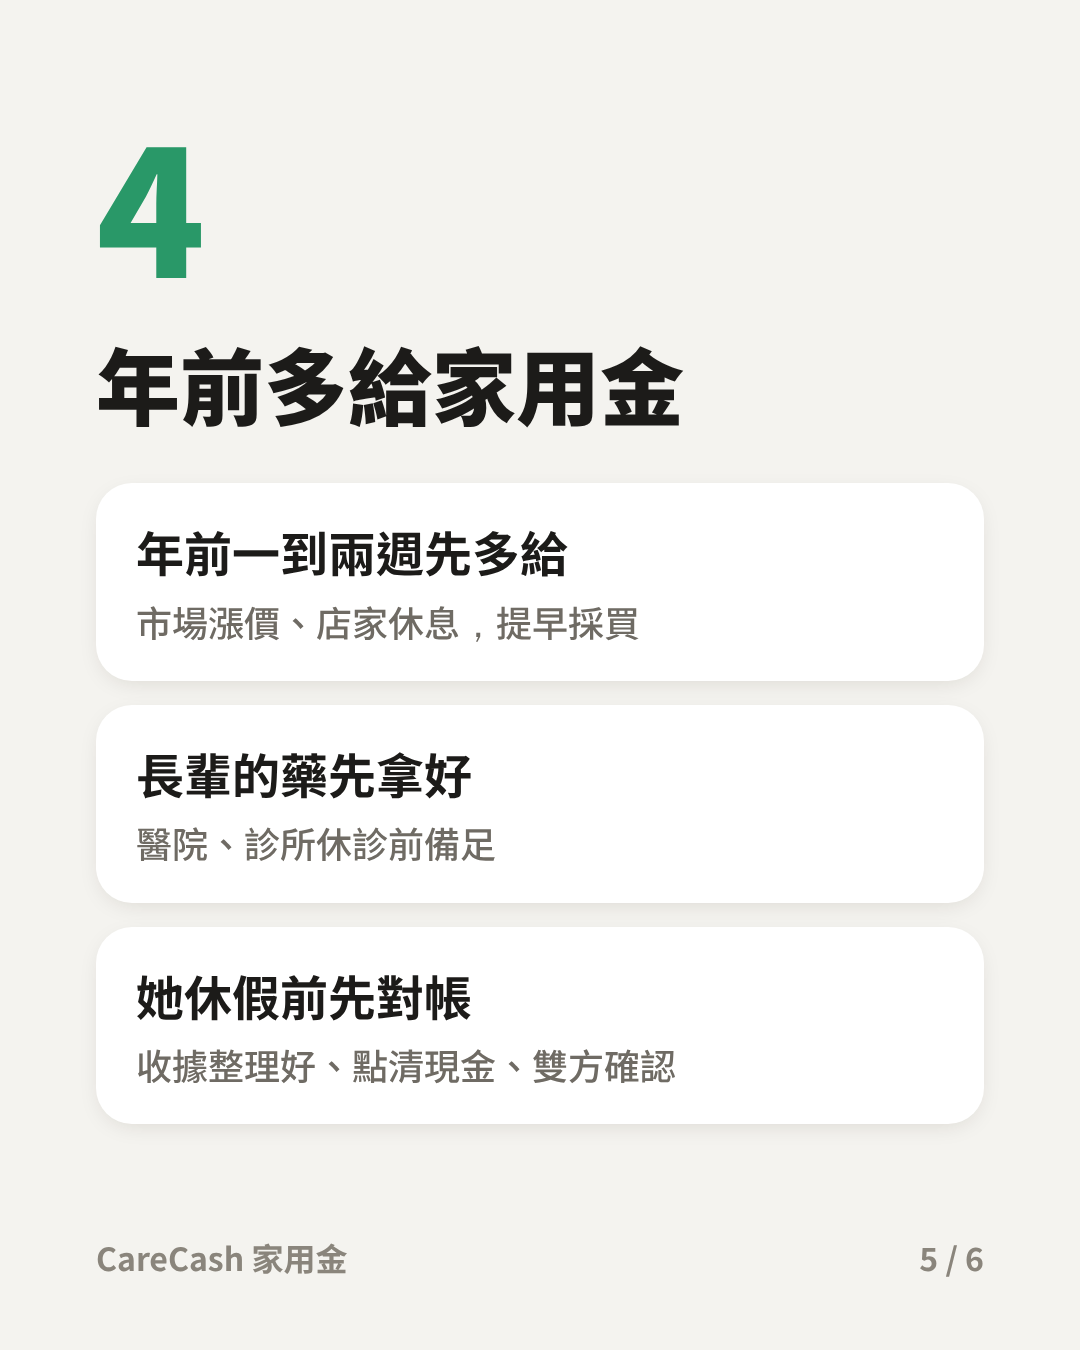 4
年前多給家用金
年前一到兩週先多給
市場漲價、店家休息，提早採買
長輩的藥先拿好
醫院、診所休診前備足
她休假前先對帳
收據整理好、點清現金、雙方確認
CareCash 家用金
5 / 6